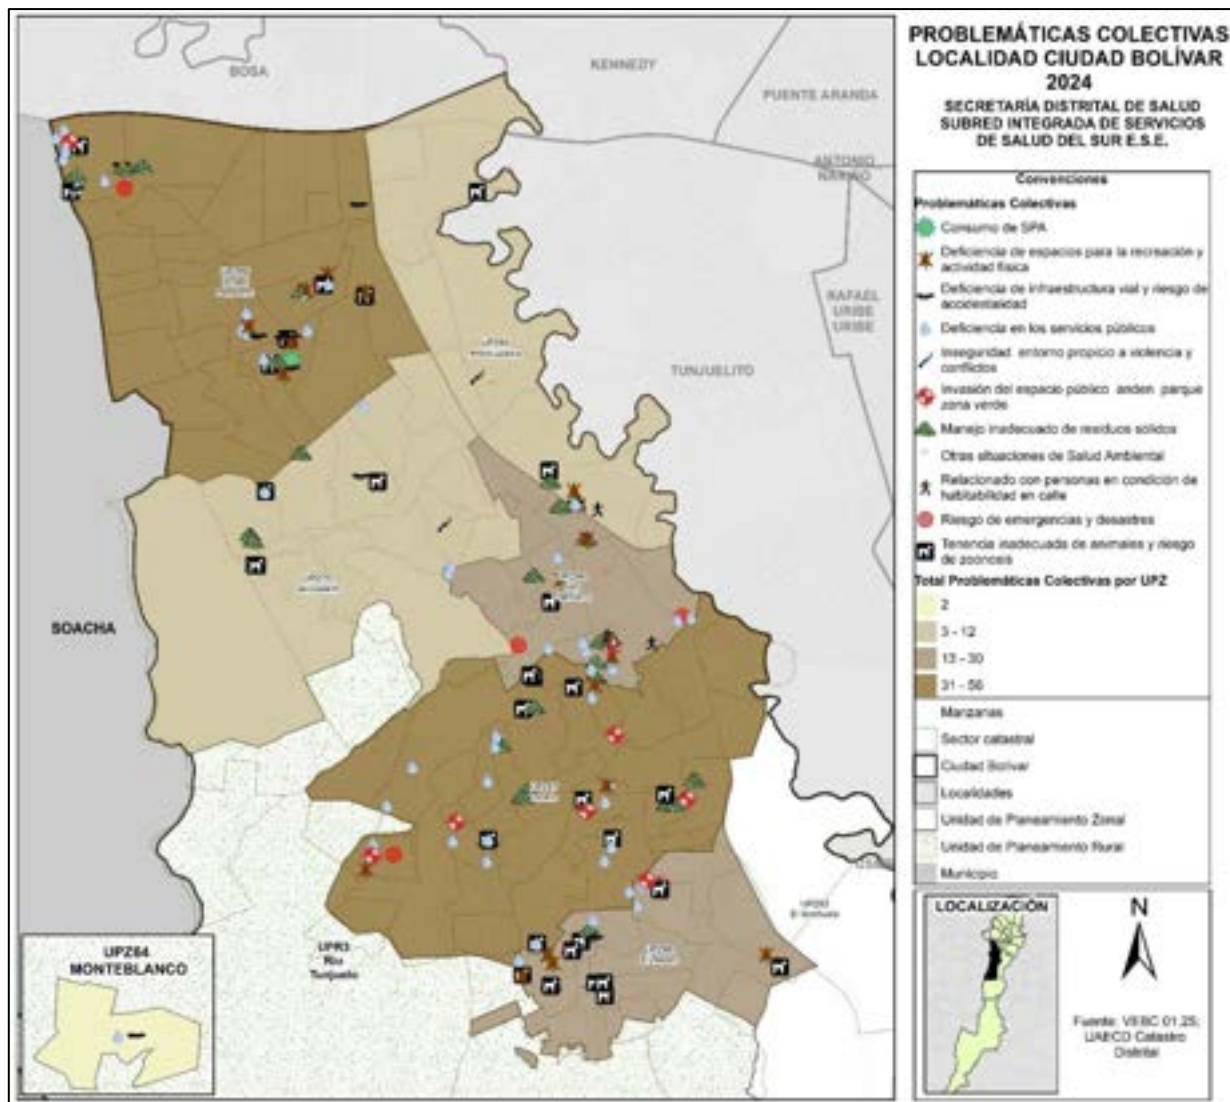 PROBLEMÁTICAS COLECTIVAS
LOCALIDAD CIUDAD BOLÍVAR
2024
SECRETARÍA DISTRITAL DE SALUD
SUBRED INTEGRADA DE SERVICIOS
DE SALUD DEL SUR E.S.E.
Convenciones
Problemáticas Colectivas
Consumo de SPA
Deficiencia de espacios para la recreación y
actividad física
Deficiencia de infraestructura vial y riesgo de
accidentalidad
Deficiencia en los servicios públicos
Inseguridad entorno propicio a violencia y
conflictos
Invasión del espacio público anden parque
zona verde
Manejo inadecuado de residuos sólidos
Otras situaciones de Salud Ambiental
Relacionado con personas en condición de
habitabilidad en calle
Riesgo de emergencias y desastres
Tenencia inadecuada de animales y riesgo
de zoonosis
Total Problemáticas Colectivas por UPZ
2
3 - 12
13 - 30
31 - 56
Manzanas
Sector catastral
Ciudad Bolívar
Localidades
Unidad de Planeamiento Zonal
Unidad de Planeamiento Rural
Municipio
LOCALIZACIÓN
N
Fuente: VEBC 01.25;
UAECD Catastro
Distrital
BOSA
KENNEDY
PUENTE ARANDA
ANTONIO
NARIÑO
RAFAEL
URIBE
URIBE
TUNJUELITO
SOACHA
UPR3
Río
Tunjuelo
UPZ64
MONTEBLANCO